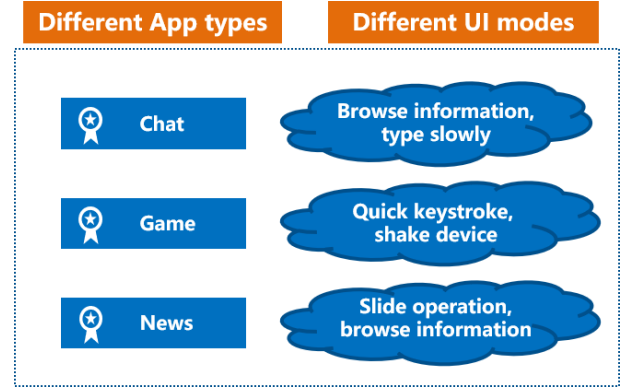 Different App types
Different UI modes
Chat
Browse information,
type slowly
Game
Quick keystroke,
shake device
News
Slide operation,
browse information